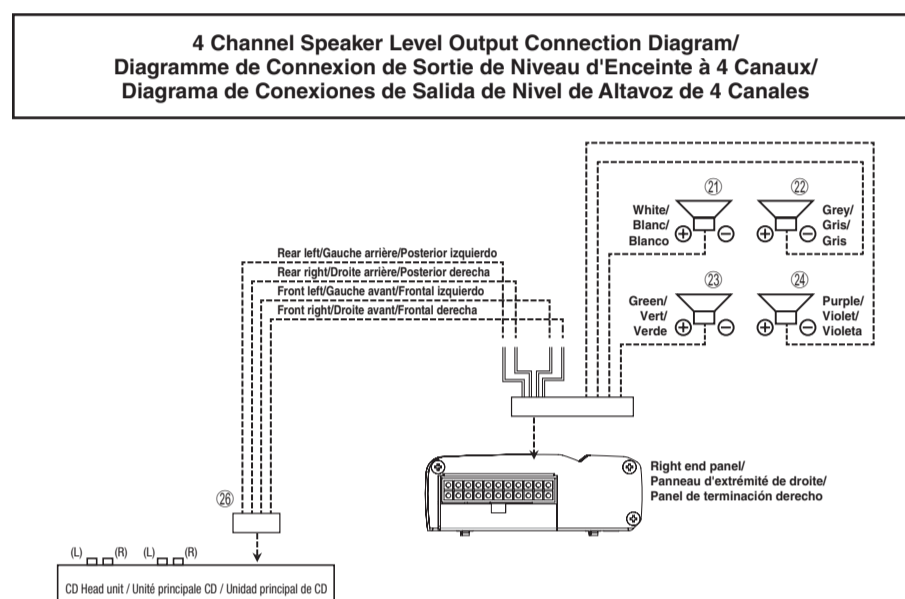 4 Channel Speaker Level Output Connection Diagram/
Diagramme de Connexion de Sortie de Niveau d'Enceinte à 4 Canaux/
Diagrama de Conexiones de Salida de Nivel de Altavoz de 4 Canales
㉑
㉒
White/
Blanc/
Blanco
⊕ ⊖
⊕ ⊖
Grey/
Gris/
Gris
Rear left/Gauche arrière/Posterior izquierdo
Rear right/Droite arrière/Posterior derecha
Front left/Gauche avant/Frontal izquierdo
Front right/Droite avant/Frontal derecha
㉓
㉔
Green/
Vert/
Verde
⊕ ⊖
⊕ ⊖
Purple/
Violet/
Violeta
Right end panel/
Panneau d'extrémité de droite/
Panel de terminación derecho
㉖
(L) (R) (L) (R)
CD Head unit / Unité principale CD / Unidad principal de CD